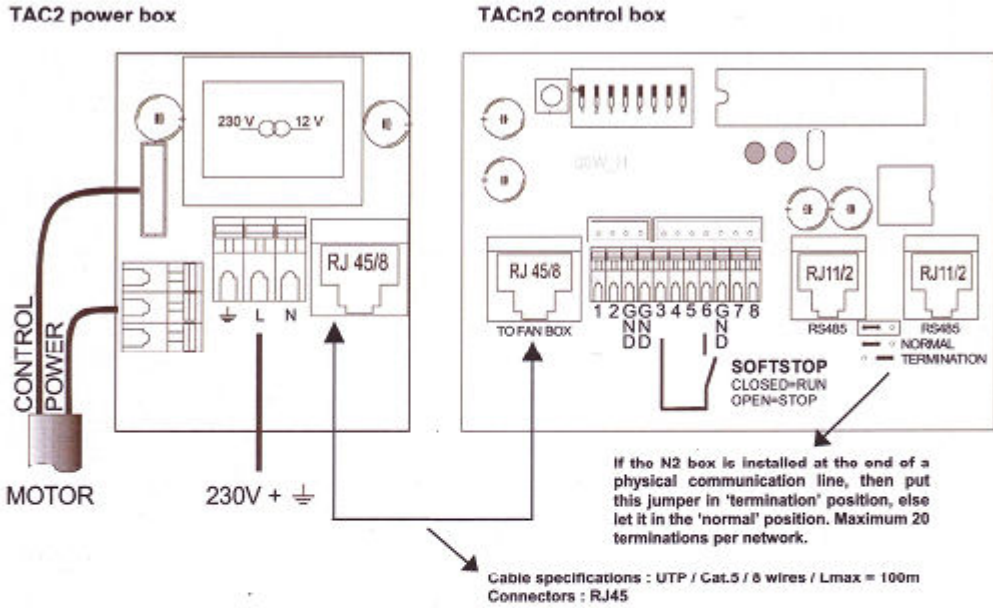 TAC2 power box
TACn2 control box
230 V
12 V
RJ 45/8
L N
CONTROL
POWER
MOTOR
230V +
RJ 45/8
TO FAN BOX
1 2 GND GND 3 4 5 6 GND 7 8
SOFTSTOP
CLOSED=RUN
OPEN=STOP
RJ11/2
RJ11/2
RS485
RS485
NORMAL
TERMINATION
If the N2 box is installed at the end of a
physical communication line, then put
this jumper in 'termination' position, else
let it in the 'normal' position. Maximum 20
terminations per network.
Cable specifications : UTP / Cat.5 / 8 wires / Lmax = 100m
Connectors : RJ45